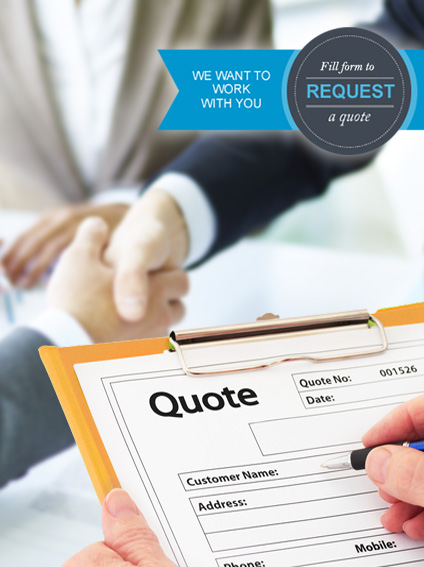 WE WANT TO
WORK
WITH YOU
Fill form to
REQUEST
a quote
Quote
Quote No: 001526
Date:
Customer Name:
Address:
Phone:
Mobile: